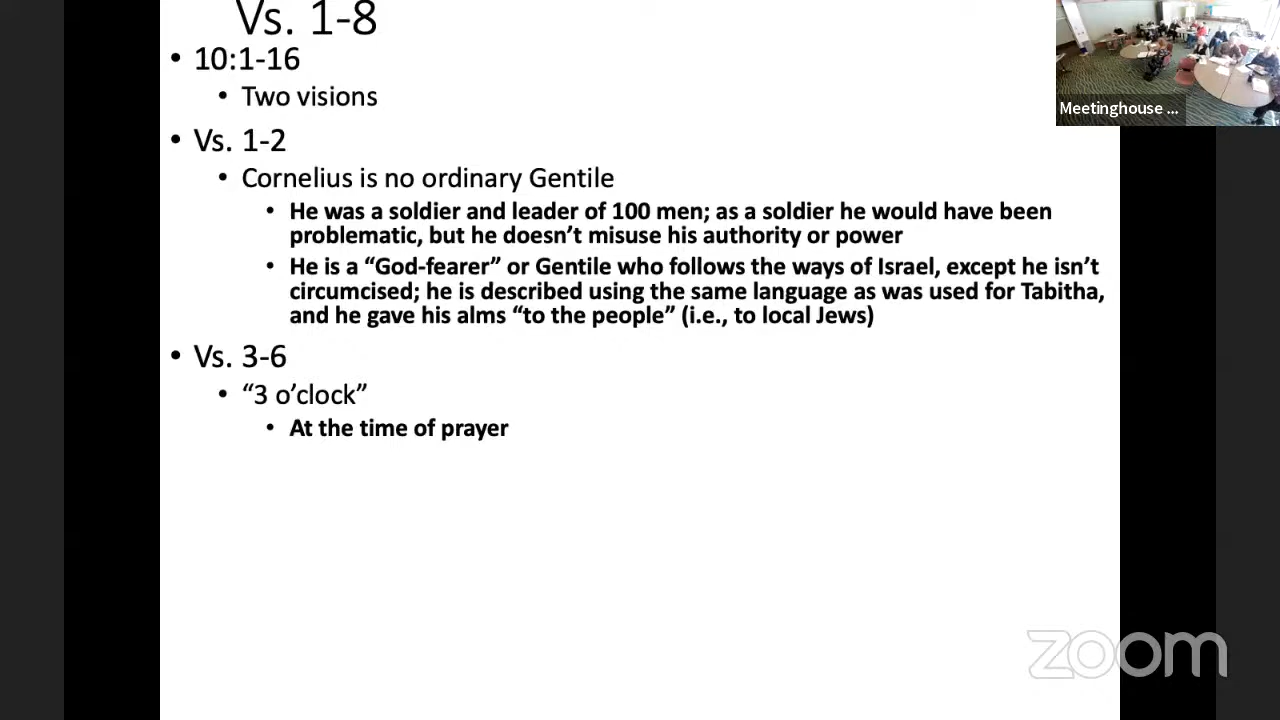 Vs. 1-8
• 10:1-16
• Two visions
• Vs. 1-2
• Cornelius is no ordinary Gentile
• He was a soldier and leader of 100 men; as a soldier he would have been
problematic, but he doesn’t misuse his authority or power
• He is a “God-fearer” or Gentile who follows the ways of Israel, except he isn’t
circumcised; he is described using the same language as was used for Tabitha,
and he gave his alms “to the people” (i.e., to local Jews)
• Vs. 3-6
• “3 o’clock”
• At the time of prayer
Meetinghouse ...
zoom